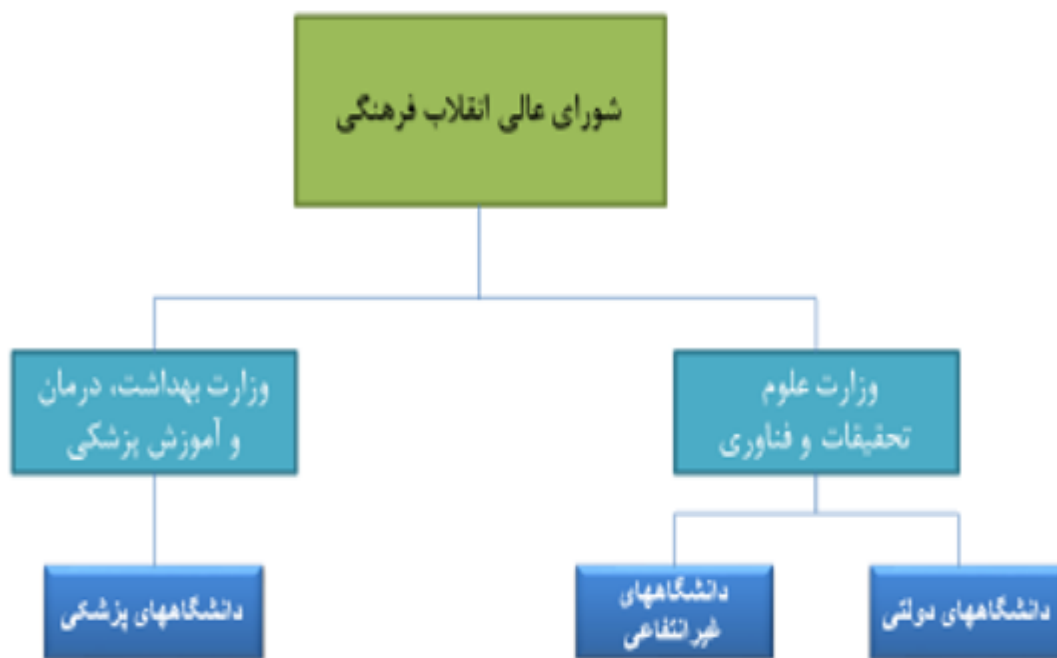 شورای عالی انقلاب فرهنگی
وزارت علوم
تحقیقات و فناوری
وزارت بهداشت، درمان
و آموزش پزشکی
دانشگاههای دولتی
دانشگاههای
غیرانتفاعی
دانشگاههای پزشکی